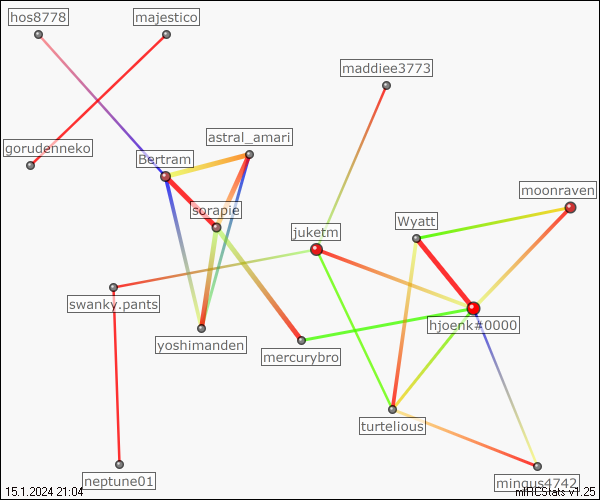 hos8778
majestico
maddiee3773
astral_amari
gorudenneko
Bertram
moonraven
sorapie
Wyatt
juketm
swanky.pants
hjoenk#0000
yoshimanden
mercurybro
turtelious
neptune01
mingus4742
15.1.2024 21:04
mIRCStats v1.25